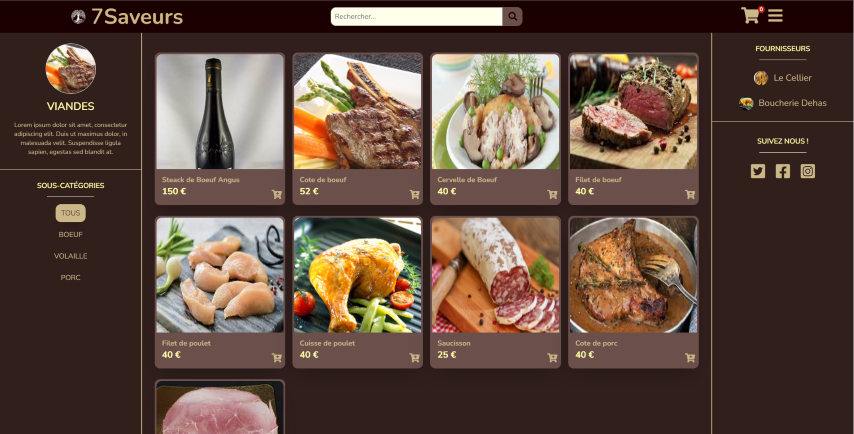 7Saveurs
Rechercher...
0
VIANDES
Lorem ipsum dolor sit amet, consectetur
adipiscing elit. Duis ut maximus dolor, in
malesuada velit. Suspendisse ligula
sapien, egestas sed blandit at.
SOUS-CATÉGORIES
TOUS
BOEUF
VOLAILLE
PORC
Steack de Boeuf Angus
150 €
Cote de boeuf
52 €
Cervelle de Boeuf
40 €
Filet de boeuf
40 €
Filet de poulet
40 €
Cuisse de poulet
40 €
Saucisson
25 €
Cote de porc
40 €
FOURNISSEURS
Le Cellier
Boucherie Dehas
SUIVEZ NOUS !